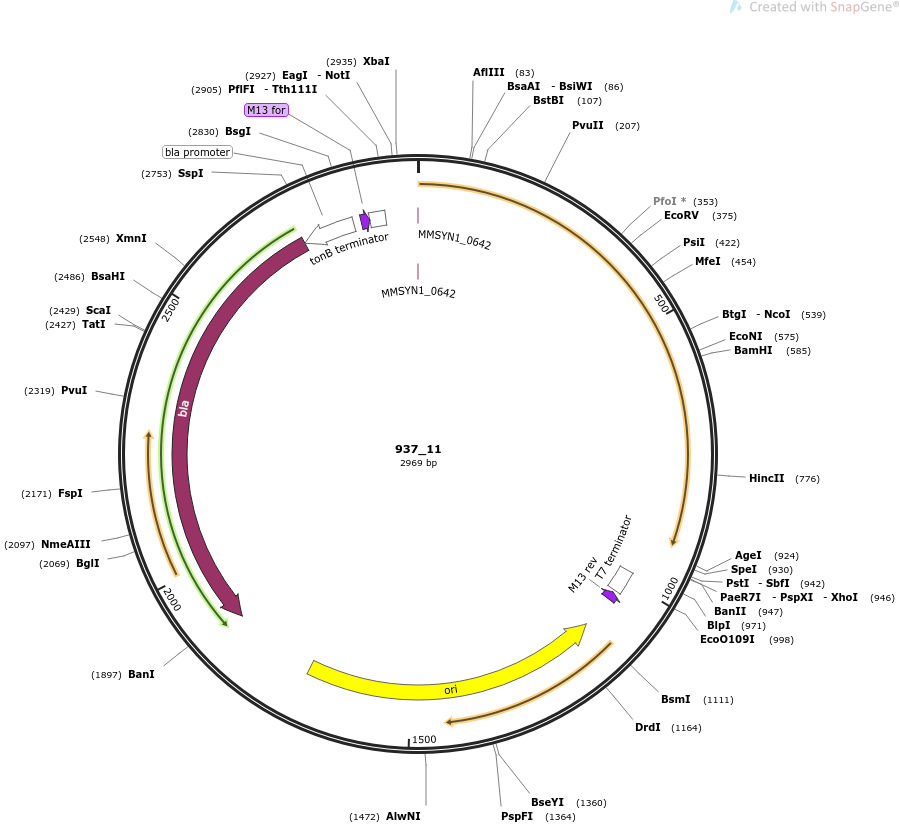 Created with SnapGene®
(2935) XbaI
(2927) EagI - NotI
(2905) PflFI - Tth111I
M13 for
(2830) BsgI
bla promoter
(2753) SspI
AflIII (83)
BsaAI - BsiWI (86)
BstBI (107)
PvuII (207)
PfoI * (353)
EcoRV (375)
PsiI (422)
MfeI (454)
500
BtgI - NcoI (539)
EcoNI (575)
BamHI (585)
HincII (776)
AgeI (924)
SpeI (930)
PstI - SbfI (942)
PaeR7I - PspXI - XhoI (946)
BanII (947)
BlpI (971)
EcoO109I (998)
1000
BsmI (1111)
DrdI (1164)
BseYI (1360)
PspFI (1364)
(1472) AlwNI
1500
(1897) BanI
2000
(2069) BglI
(2097) NmeAIII
(2171) FspI
(2319) PvuI
(2427) TatI
(2429) ScaI
(2486) BsaHI
2500
(2548) XmnI
tonB terminator
MMSYN1_0642
MMSYN1_0642
bla
937_11
2969 bp
T7 terminator
M13 rev
ori